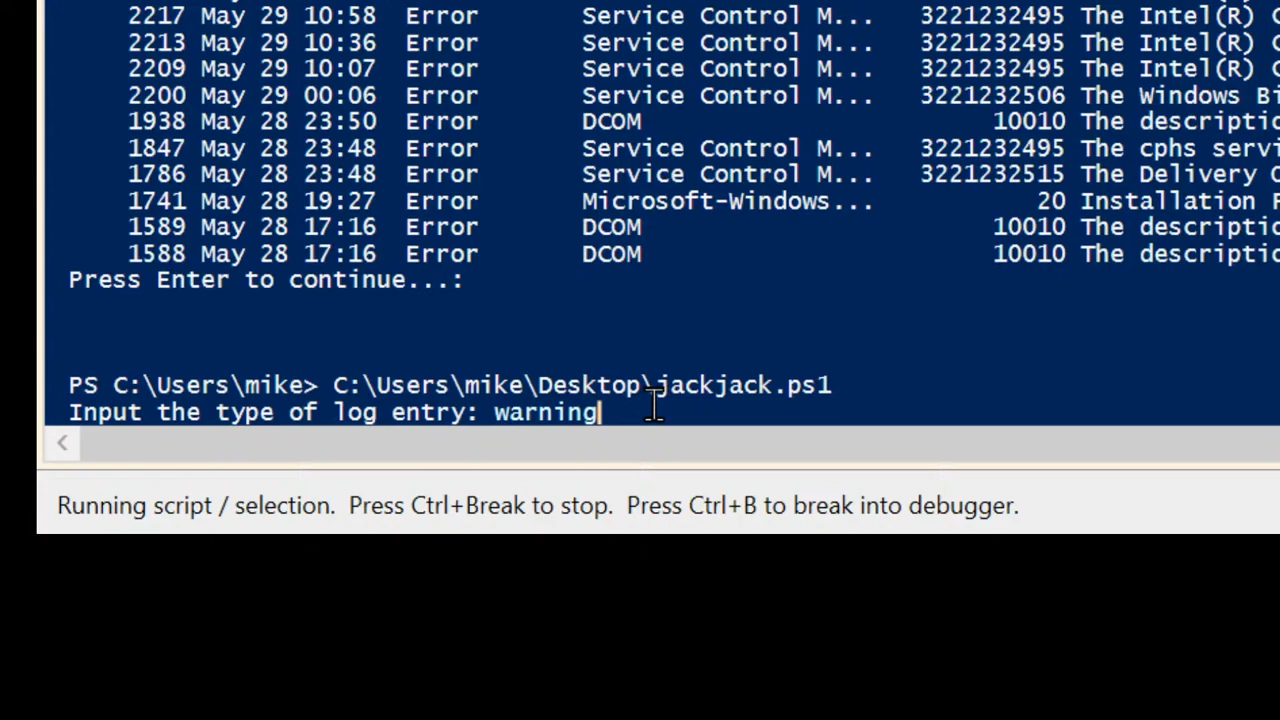 2217 May 29 10:58 Error Service Control M... 3221232495 The Intel(R)
2213 May 29 10:36 Error Service Control M... 3221232495 The Intel(R)
2209 May 29 10:07 Error Service Control M... 3221232495 The Intel(R)
2200 May 29 00:06 Error Service Control M... 3221232506 The Windows Bi
1938 May 28 23:50 Error DCOM 10010 The descriptic
1847 May 28 23:48 Error Service Control M... 3221232495 The cphs servi
1786 May 28 23:48 Error Service Control M... 3221232515 The Delivery
1741 May 28 19:27 Error Microsoft-Windows... 20 Installation
1589 May 28 17:16 Error DCOM 10010 The descriptic
1588 May 28 17:16 Error DCOM 10010 The descriptic
Press Enter to continue...:
PS C:\Users\mike> C:\Users\mike\Desktop\jackjack.ps1
Input the type of log entry: warning
Running script / selection. Press Ctrl+Break to stop. Press Ctrl+B to break into debugger.